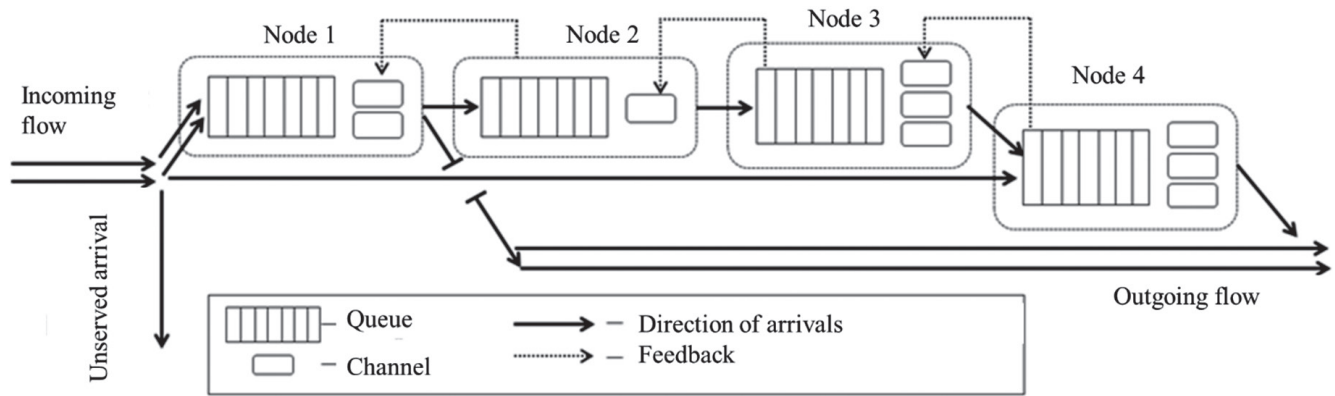 Node 1
Node 2
Node 3
Node 4
Incoming
flow
Unserved arrival
Outgoing flow
Queue
Channel
Direction of arrivals
Feedback